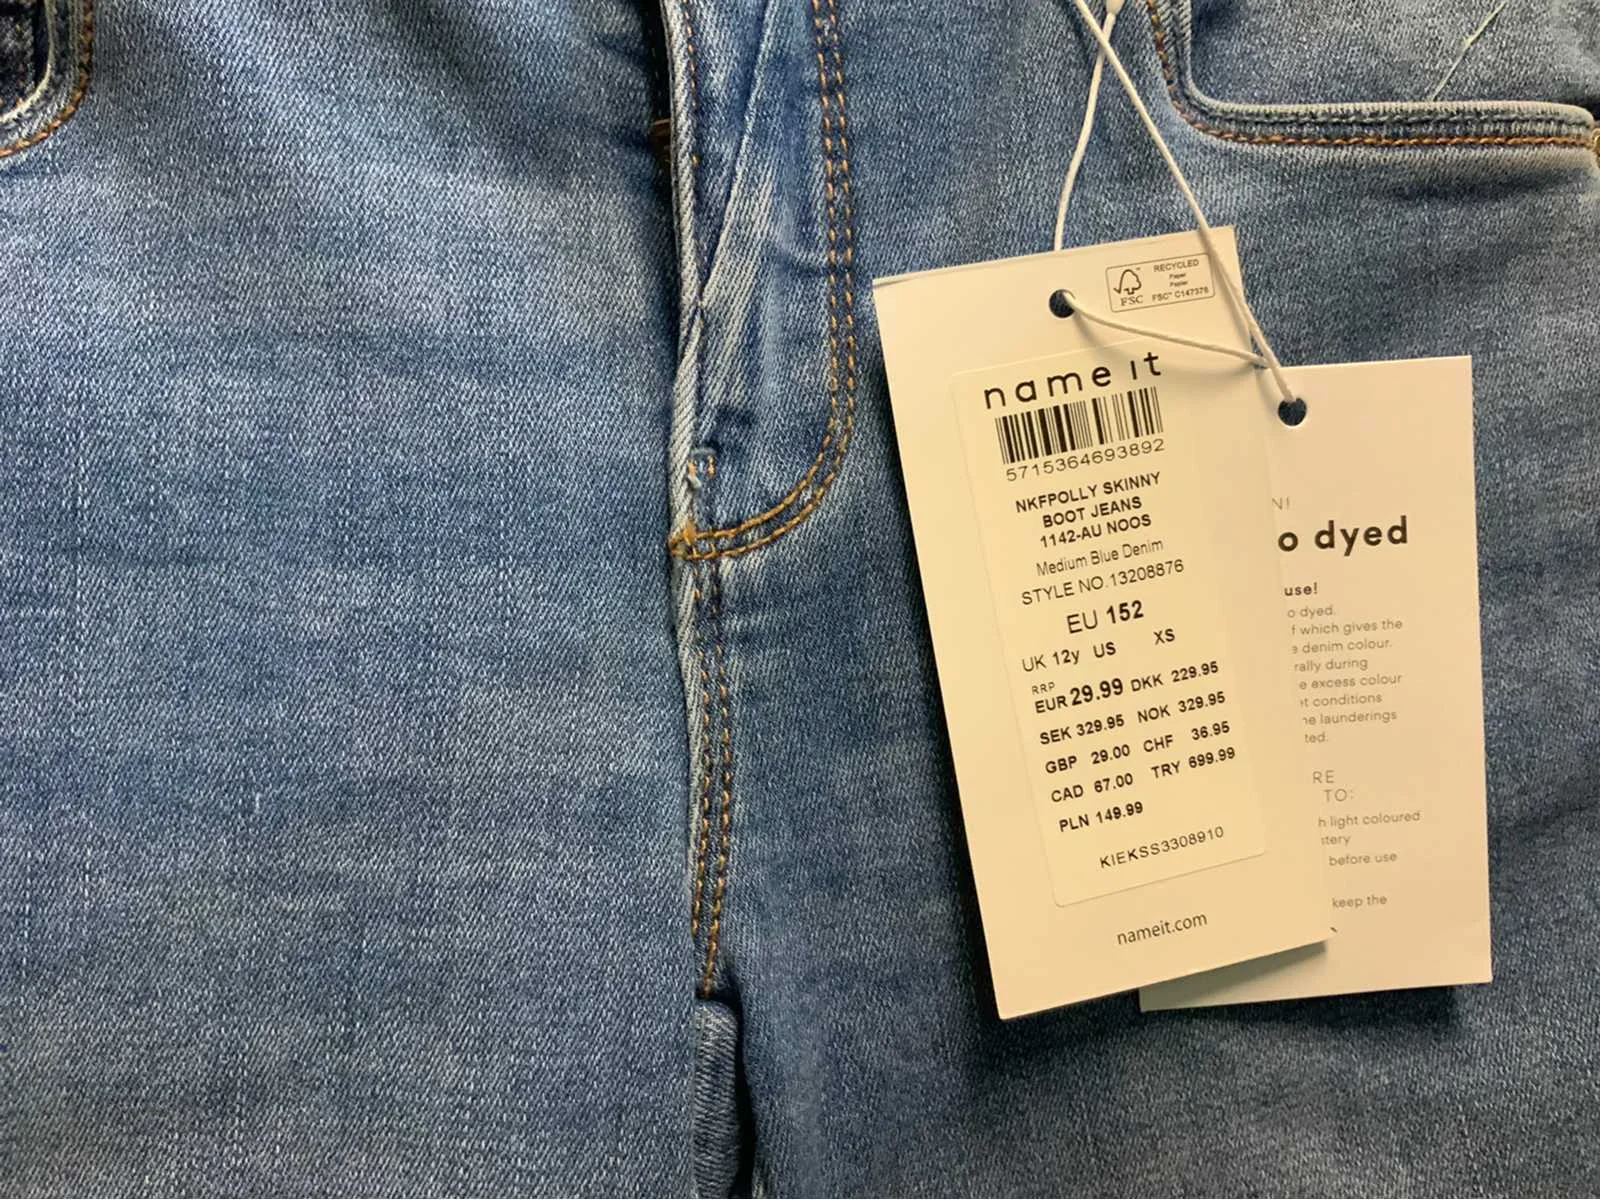 RECYCLED
Paper
Papier
FSC
FSC™ C147376
name it
5715364693892
NKFPOLLY SKINNY
BOOT JEANS
1142-AU NOOS
Medium Blue Denim
STYLE NO.13208876
EU 152
UK 12y US XS
RRP
EUR 29.99 DKK 229.95
SEK 329.95 NOK 329.95
GBP 29.00 CHF 36.95
CAD 67.00 TRY 699.99
PLN 149.99
KIEKSS3308910
nameit.com
o dyed
use!
o dyed.
f which gives the
denim colour.
rally during
e excess colour
conditions
launderings
ted.
RE
TO:
h light coloured
before use
keep the